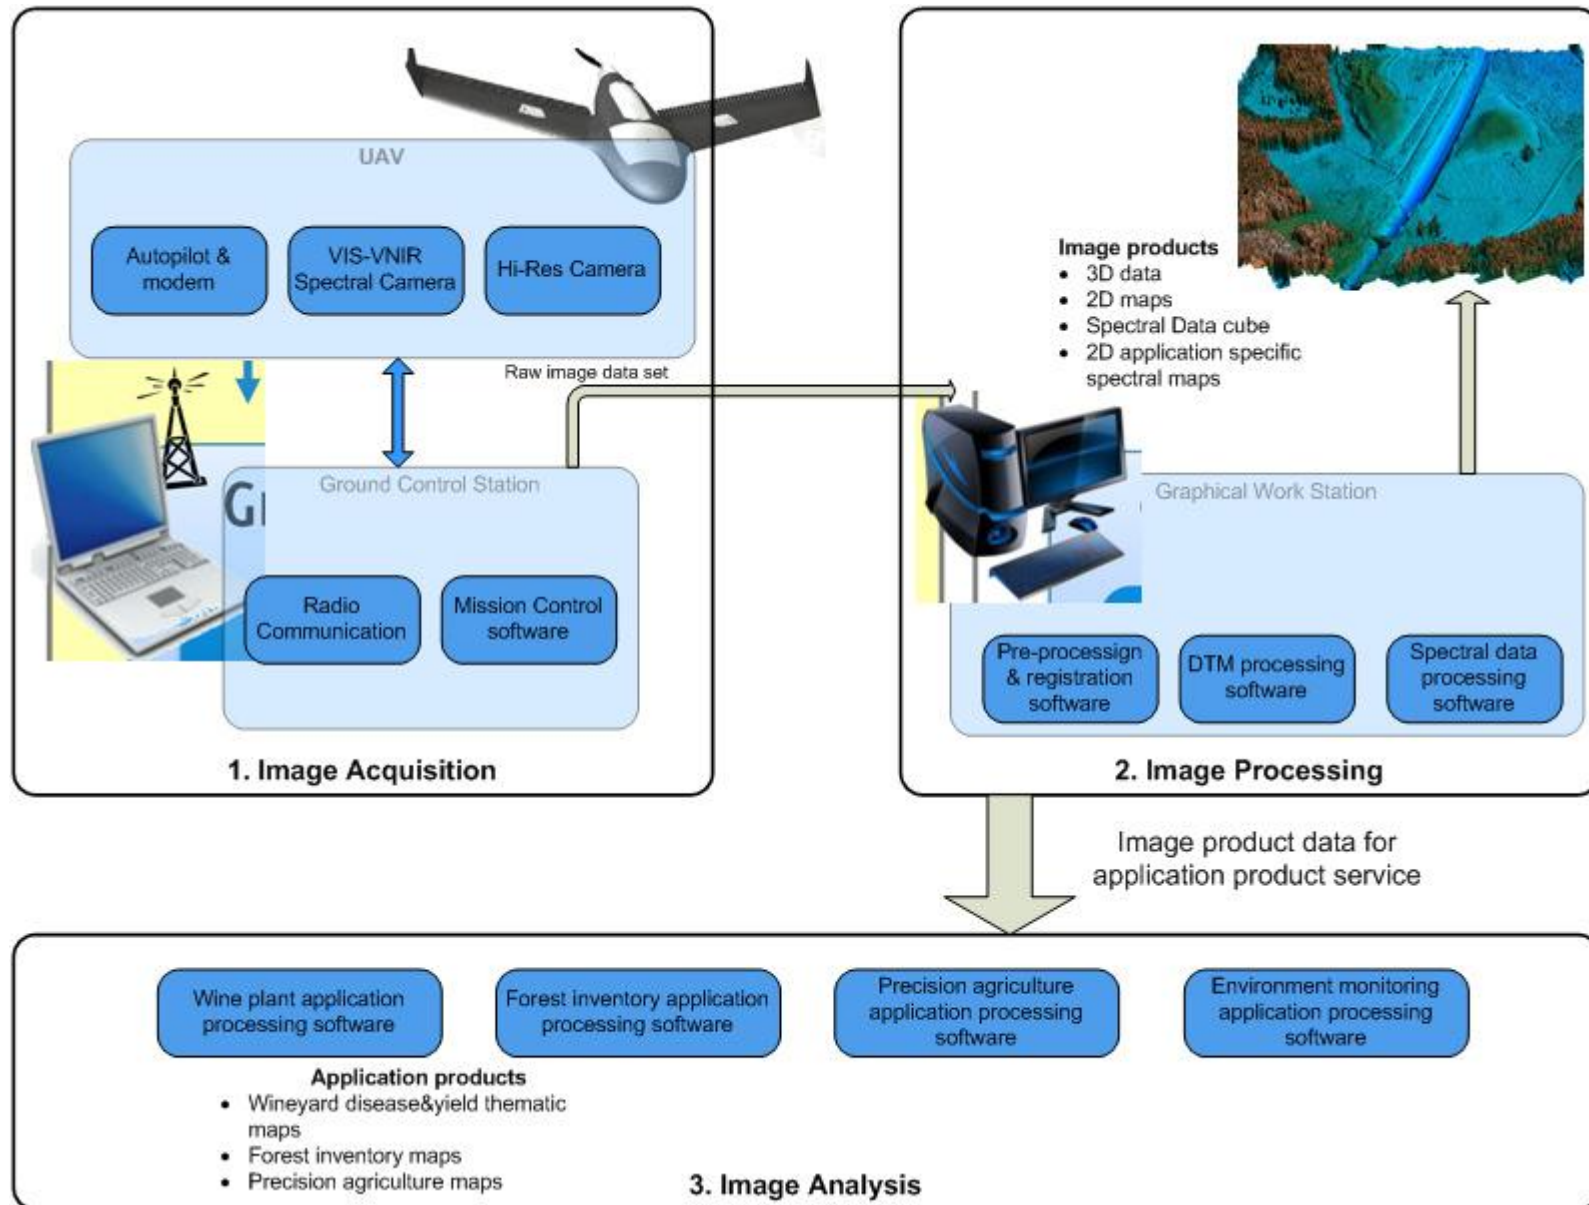 UAV
Autopilot &
modem
VIS-VNIR
Spectral Camera
Hi-Res Camera
Raw image data set
Ground Control Station
G
Radio
Communication
Mission Control
software
1. Image Acquisition
Image products
• 3D data
• 2D maps
• Spectral Data cube
• 2D application specific
spectral maps
Graphical Work Station
Pre-processign
& registration
software
DTM processing
software
Spectral data
processing
software
2. Image Processing
Image product data for
application product service
Wine plant application
processing software
Forest inventory application
processing software
Precision agriculture
application processing
software
Environment monitoring
application processing
software
Application products
• Wineyard disease&yield thematic
maps
• Forest inventory maps
• Precision agriculture maps
3. Image Analysis